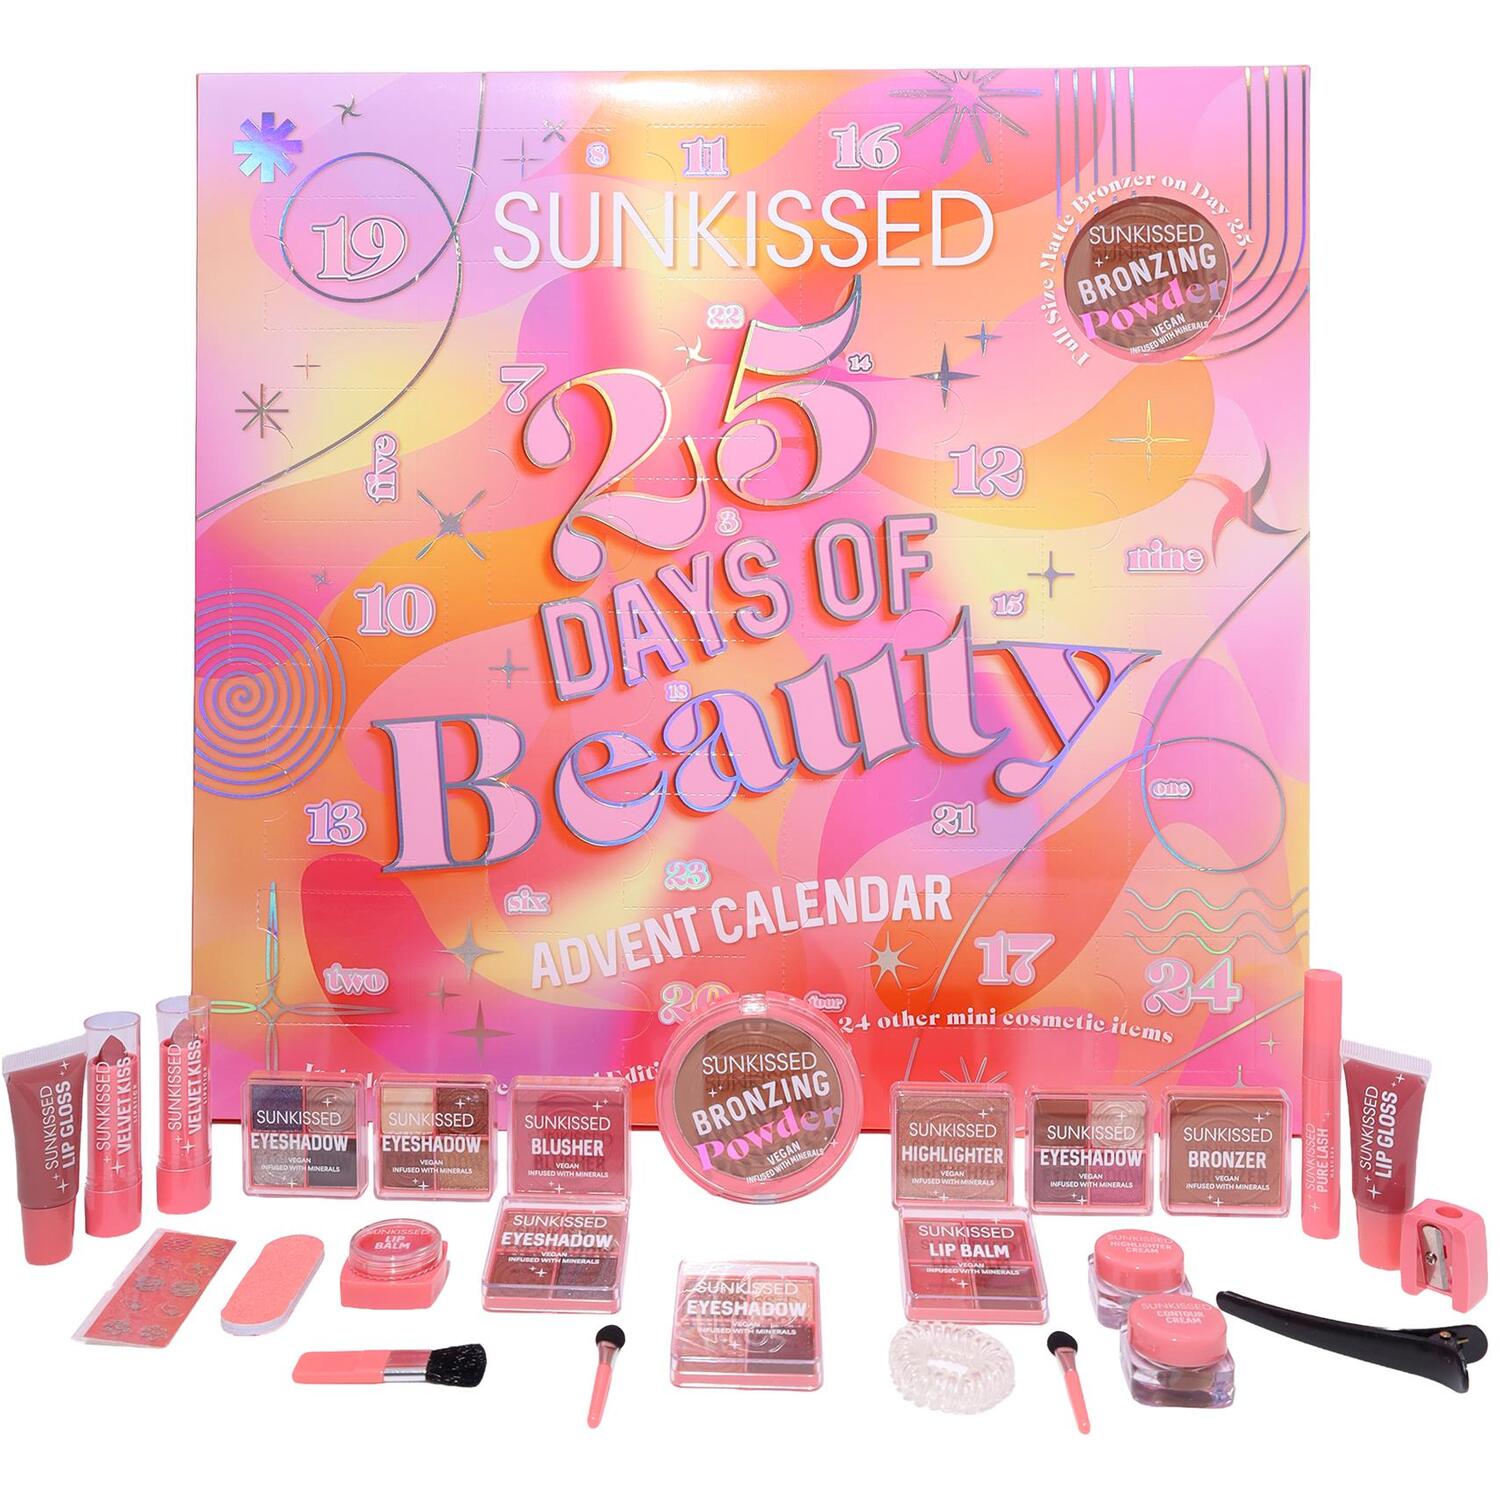 8
11
16
19
SUNKISSED
Full Size Matte Bronzer on Day 25
SUNKISSED
BRONZING
Powder
VEGAN
INFUSED WITH MINERALS
22
14
7
25
five
12
3
DAYS OF
nine
10
15
Beauty
18
one
13
21
23
six
ADVENT CALENDAR
two
17
24
20
four
24 other mini cosmetic items
SUNKISSED
LIP GLOSS
SUNKISSED
VELVET KISS
LIPSTICK
SUNKISSED
VELVET KISS
LIPSTICK
SUNKISSED
EYESHADOW
VEGAN
INFUSED WITH MINERALS
SUNKISSED
EYESHADOW
VEGAN
INFUSED WITH MINERALS
SUNKISSED
BLUSHER
VEGAN
INFUSED WITH MINERALS
SUNKISSED
BRONZING
Powder
VEGAN
INFUSED WITH MINERALS
SUNKISSED
HIGHLIGHTER
VEGAN
INFUSED WITH MINERALS
SUNKISSED
EYESHADOW
VEGAN
INFUSED WITH MINERALS
SUNKISSED
BRONZER
VEGAN
INFUSED WITH MINERALS
SUNKISSED
PURE LASH
MASCARA
SUNKISSED
LIP GLOSS
SUNKISSED
LIP
BALM
SUNKISSED
EYESHADOW
VEGAN
INFUSED WITH MINERALS
SUNKISSED
LIP BALM
VEGAN
INFUSED WITH MINERALS
SUNKISSED
HIGHLIGHTER
CREAM
SUNKISSED
EYESHADOW
VEGAN
INFUSED WITH MINERALS
SUNKISSED
CONTOUR
CREAM